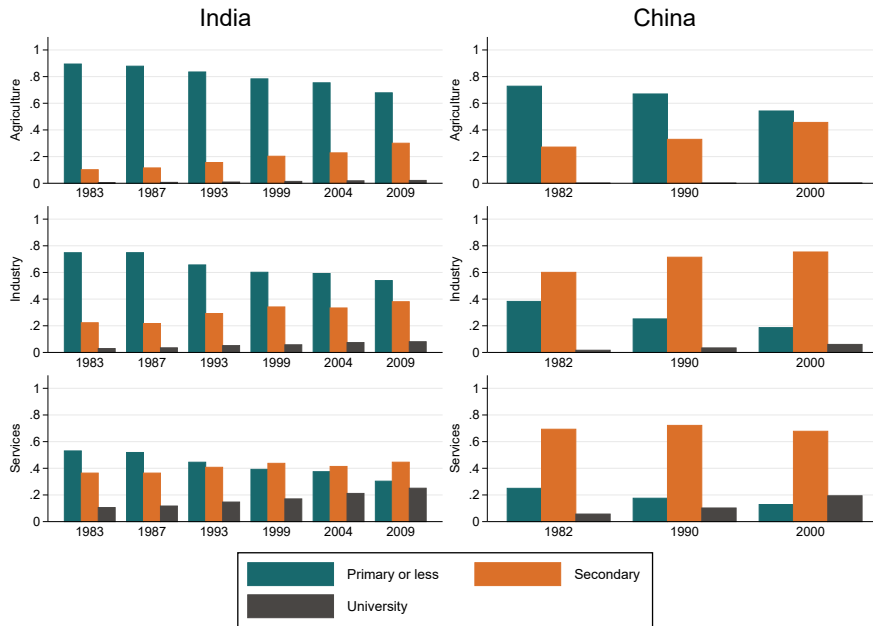 India
China
Agriculture
1
.8
.6
.4
.2
0
1983 1987 1993 1999 2004 2009
Agriculture
1
.8
.6
.4
.2
0
1982 1990 2000
Industry
1
.8
.6
.4
.2
0
1983 1987 1993 1999 2004 2009
Industry
1
.8
.6
.4
.2
0
1982 1990 2000
Services
1
.8
.6
.4
.2
0
1983 1987 1993 1999 2004 2009
Services
1
.8
.6
.4
.2
0
1982 1990 2000
Primary or less
Secondary
University